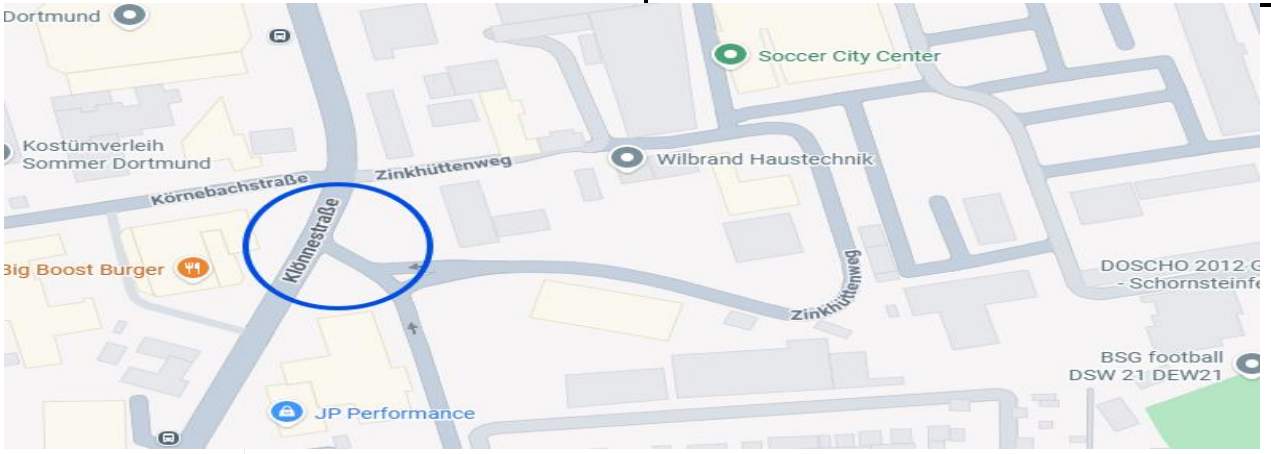 Dortmund
Soccer City Center
Kostümverleih
Sommer Dortmund
Zinkhüttenweg
Wilbrand Haustechnik
Körnebachstraße
Klönnestraße
Big Boost Burger
Zinkhüttenweg
DOSCHO 2012 G
- Schornsteinfe
BSG football
DSW 21 DEW21
JP Performance